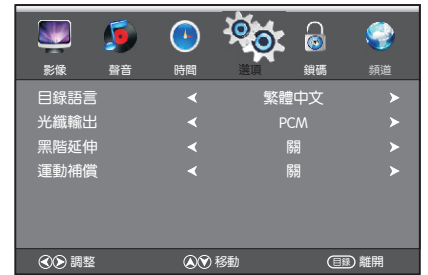 影像 聲音 時間 選項 鎖碼 頻道
目錄語言 繁體中文
光纖輸出 PCM
黑階延伸 關
運動補償 關
調整 移動 目錄 離開